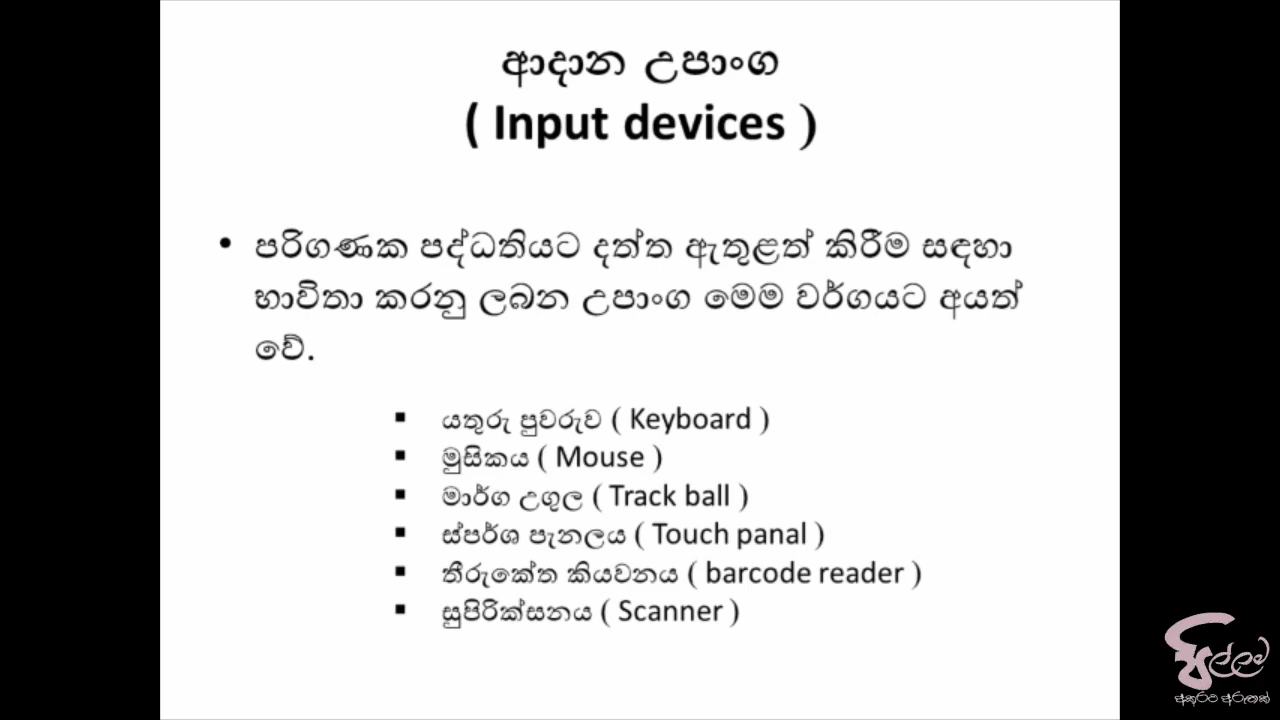 ආදාන උපාංග
( Input devices )
• පරිගණක පද්ධතියට දත්ත ඇතුළත් කිරීම සඳහා
භාවිතා කරනු ලබන උපාංග මෙම වර්ගයට අයත්
වේ.
▪ යතුරු පුවරුව ( Keyboard )
▪ මුසිකය ( Mouse )
▪ මාර්ග උගුල ( Track ball )
▪ ස්පර්ශ පැනලය ( Touch panal )
▪ තීරුකේත කියවනය ( barcode reader )
▪ සුපිරික්සනය ( Scanner )